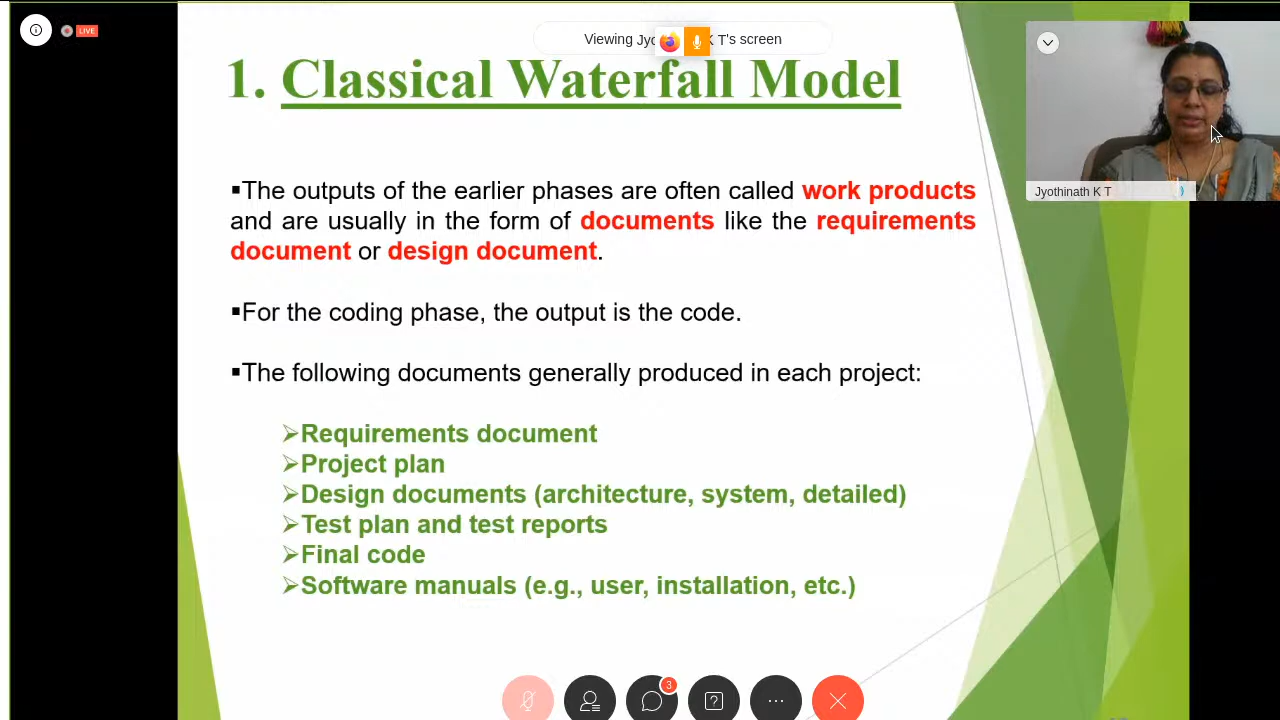 LIVE
Viewing Jyo K T's screen
1. Classical Waterfall Model
▪The outputs of the earlier phases are often called work products
and are usually in the form of documents like the requirements
document or design document.
▪For the coding phase, the output is the code.
▪The following documents generally produced in each project:
➢Requirements document
➢Project plan
➢Design documents (architecture, system, detailed)
➢Test plan and test reports
➢Final code
➢Software manuals (e.g., user, installation, etc.)
Jyothinath K T
3